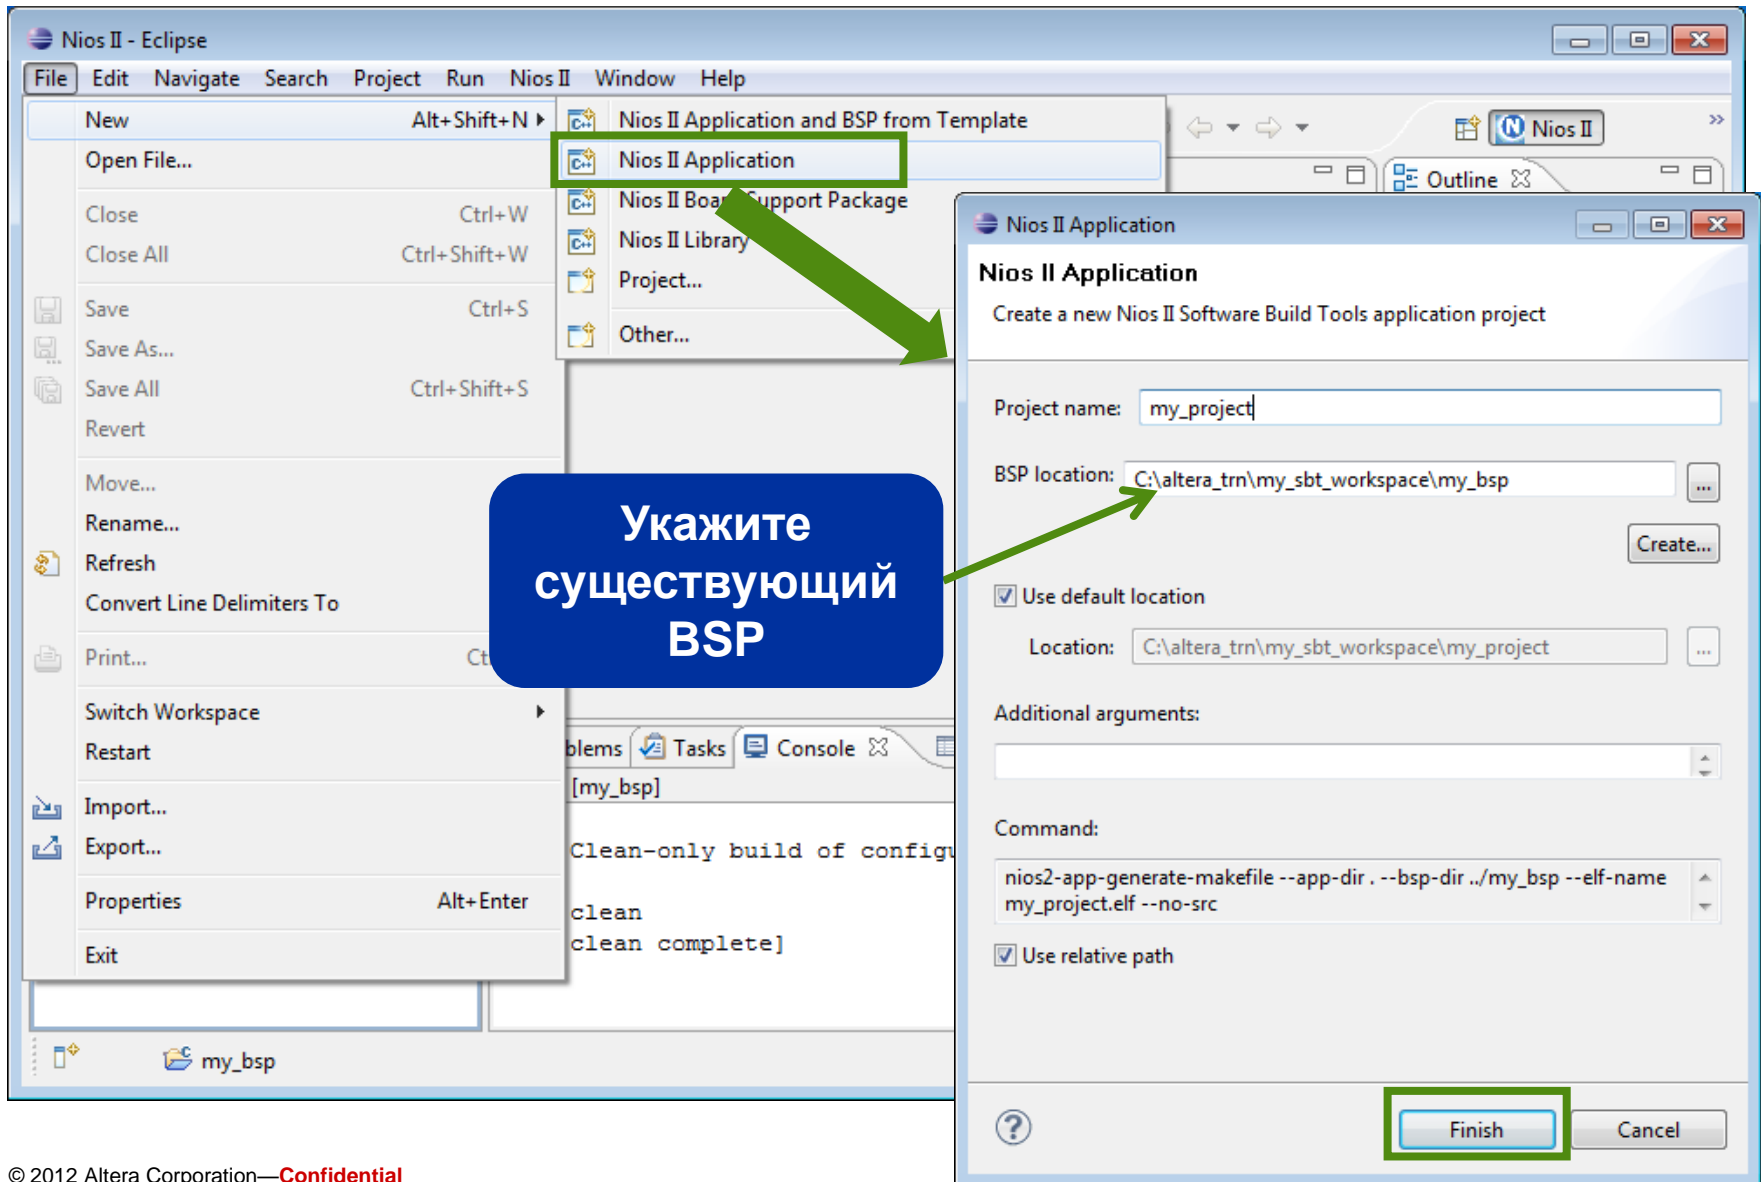 Nios II - Eclipse
File Edit Navigate Search Project Run Nios II Window Help
New Alt+Shift+N
Open File...
Close Ctrl+W
Close All Ctrl+Shift+W
Save Ctrl+S
Save As...
Save All Ctrl+Shift+S
Revert
Move...
Rename...
Refresh
Convert Line Delimiters To
Print...
Switch Workspace
Restart
Import...
Export...
Properties Alt+Enter
Exit
Nios II Application and BSP from Template
Nios II Application
Nios II Board Support Package
Nios II Library
Project...
Other...
Nios II
Outline
Укажите
существующий
BSP
Tasks Console
[my_bsp]
Clean-only build of
clean
clean complete]
my_bsp
Nios II Application
Nios II Application
Create a new Nios II Software Build Tools application project
Project name: my_project
BSP location: C:\altera_trn\my_sbt_workspace\my_bsp ...
Create...
Use default location
Location: C:\altera_trn\my_sbt_workspace\my_project ...
Additional arguments:
Command:
nios2-app-generate-makefile --app-dir . --bsp-dir ../my_bsp --elf-name
my_project.elf --no-src
Use relative path
Finish Cancel
© 2012 Altera Corporation—Confidential